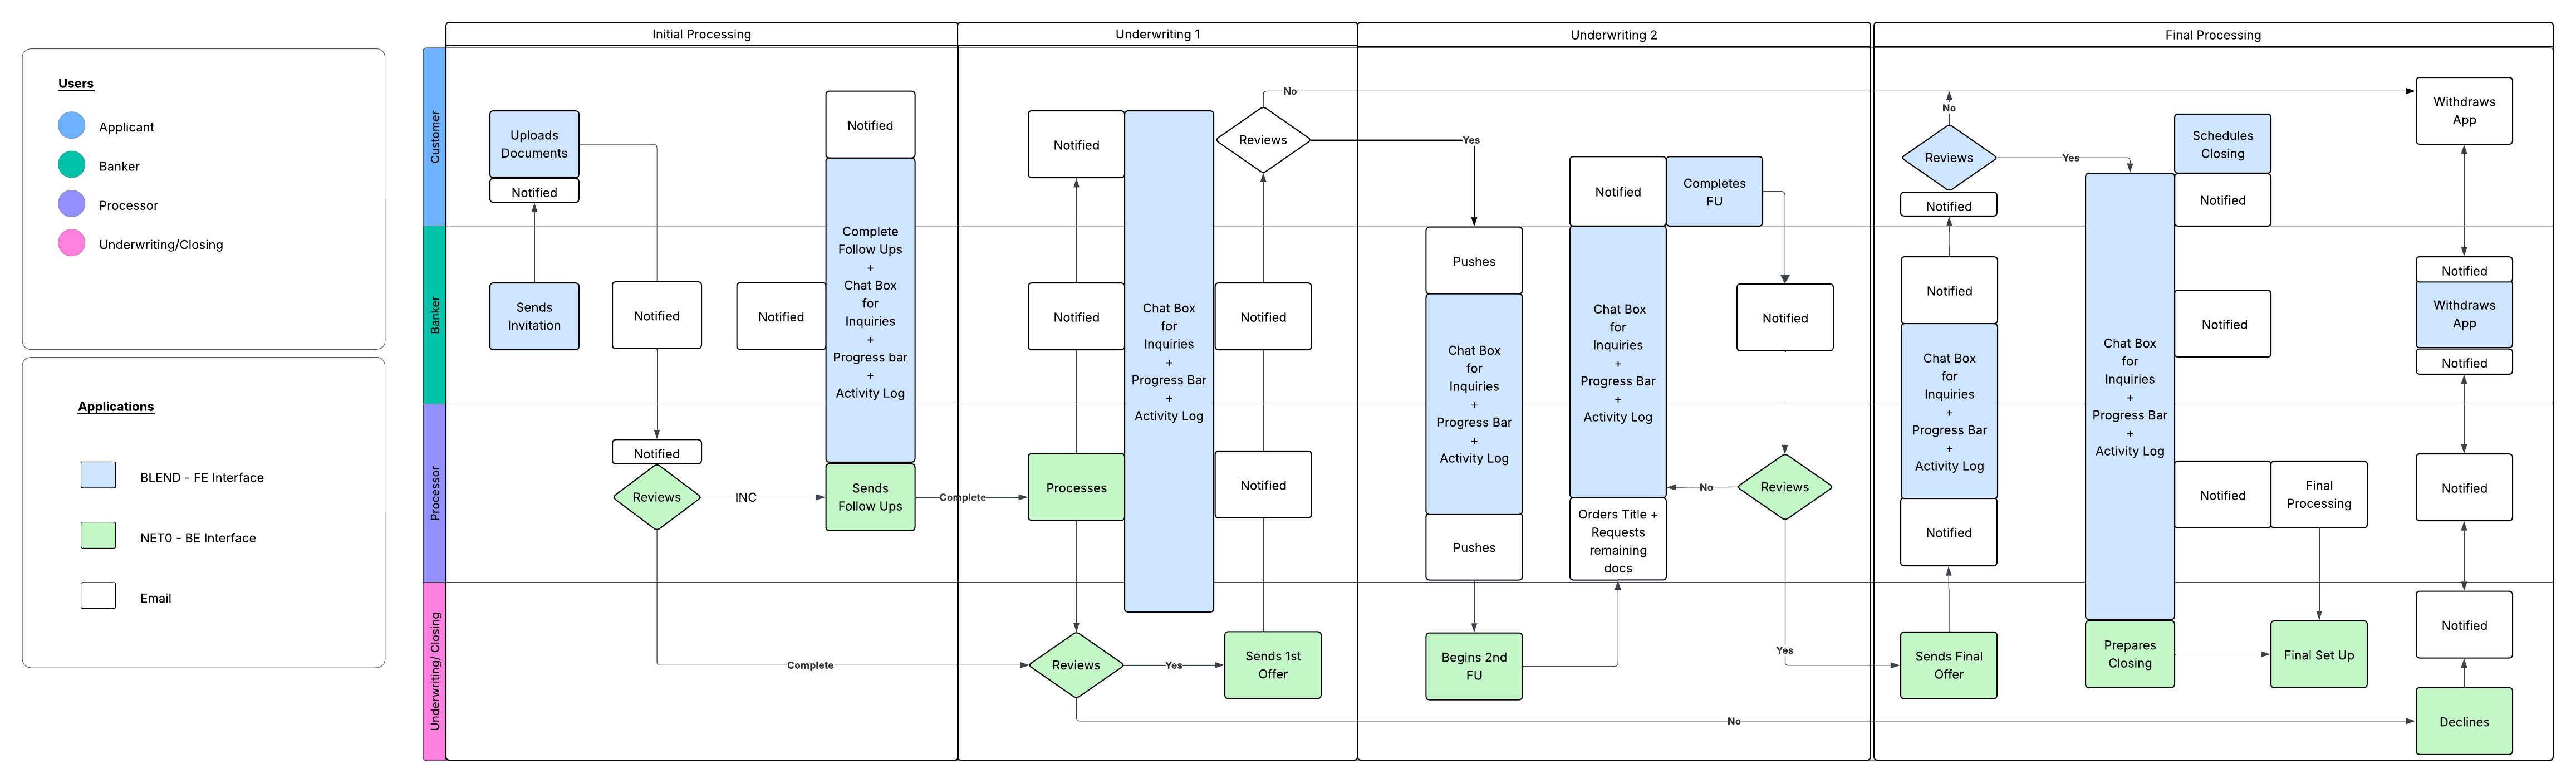 Initial Processing
Underwriting 1
Underwriting 2
Final Processing
Users
Applicant
Banker
Processor
Underwriting/Closing
Applications
BLEND - FE Interface
NET0 - BE Interface
Email
Customer
Banker
Processor
Underwriting/ Closing
Uploads
Documents
Notified
Sends
Invitation
Notified
Notified
Reviews
INC
Complete
Notified
Notified
Complete
Follow Ups
+
Chat Box
for
Inquiries
+
Progress bar
+
Activity Log
Sends
Follow Ups
Complete
Notified
Notified
Processes
Reviews
Yes
No
Chat Box
for
Inquiries
+
Progress Bar
+
Activity Log
Reviews
No
Yes
Notified
Notified
Sends 1st
Offer
Pushes
Chat Box
for
Inquiries
+
Progress Bar
+
Activity Log
Pushes
Begins 2nd
FU
Notified
Completes
FU
Chat Box
for
Inquiries
+
Progress Bar
+
Activity Log
Orders Title +
Requests
remaining
docs
Notified
Reviews
No
Yes
No
Reviews
Yes
Notified
Notified
Chat Box
for
Inquiries
+
Progress Bar
+
Activity Log
Notified
Sends Final
Offer
Schedules
Closing
Notified
Notified
Chat Box
for
Inquiries
+
Progress Bar
+
Activity Log
Notified
Final
Processing
Prepares
Closing
Final Set Up
Withdraws
App
Notified
Withdraws
App
Notified
Notified
Notified
Declines